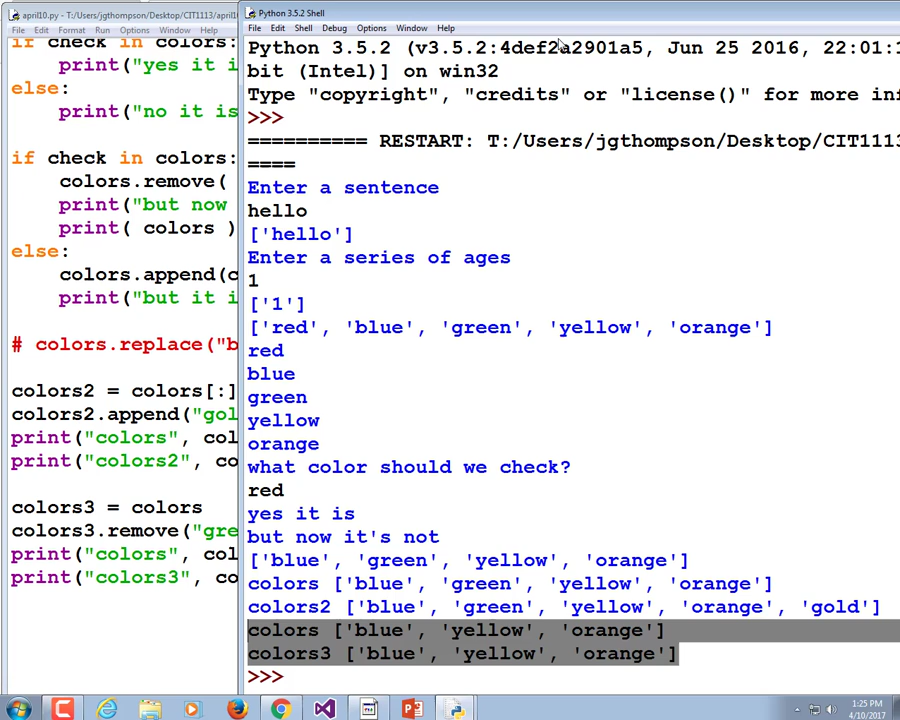 april10.py - T:/Users/jgthompson/Desktop/CIT1113/april1
File Edit Format Run Options Window Help
if check in colors:
print("yes it i
else:
print("no it is
if check in colors:
colors.remove(
print("but now
print( colors )
else:
colors.append(c
print("but it i
# colors.replace("b
colors2 = colors[:]
colors2.append("gol
print("colors", col
print("colors2", co
colors3 = colors
colors3.remove("gre
print("colors", col
print("colors3", co
Python 3.5.2 Shell
File Edit Shell Debug Options Window Help
Python 3.5.2 (v3.5.2:4def2a2901a5, Jun 25 2016, 22:01:1
bit (Intel)] on win32
Type "copyright", "credits" or "license()" for more inf
>>>
========== RESTART: T:/Users/jgthompson/Desktop/CIT1113
====
Enter a sentence
hello
['hello']
Enter a series of ages
1
['1']
['red', 'blue', 'green', 'yellow', 'orange']
red
blue
green
yellow
orange
what color should we check?
red
yes it is
but now it's not
['blue', 'green', 'yellow', 'orange']
colors ['blue', 'green', 'yellow', 'orange']
colors2 ['blue', 'green', 'yellow', 'orange', 'gold']
colors ['blue', 'yellow', 'orange']
colors3 ['blue', 'yellow', 'orange']
>>>
1:25 PM
4/10/2017